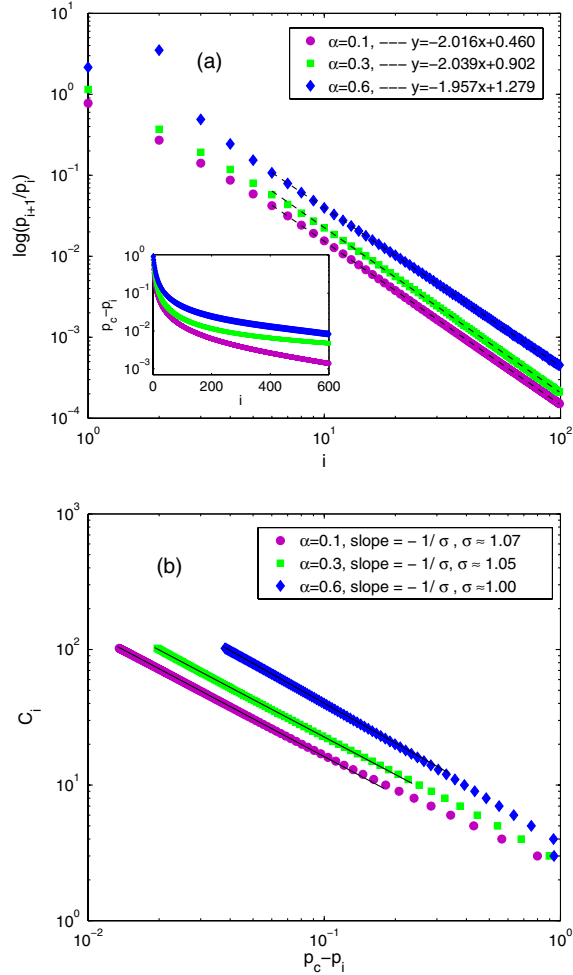 10^1
10^0
10^-1
10^-2
10^-3
10^-4
log(p_{i+1}/p_i)
(a)
α=0.1, --- y=−2.016x+0.460
α=0.3, --- y=−2.039x+0.902
α=0.6, --- y=−1.957x+1.279
10^0
10^-1
10^-2
10^-3
p_c−p_i
0 200 400 600
i
10^0 10^1 10^2
i
10^3
10^2
10^1
10^0
C_i
(b)
α=0.1, slope = − 1/ σ , σ ≈ 1.07
α=0.3, slope = − 1/ σ, σ ≈ 1.05
α=0.6, slope = − 1/ σ , σ ≈1.00
10^-2 10^-1 10^0
p_c−p_i